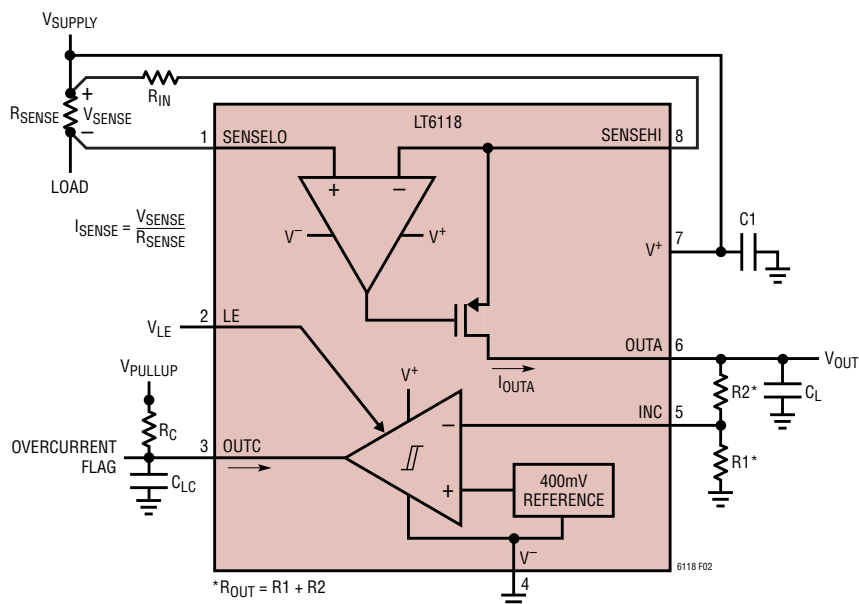 VSUPPLY
RIN
+
VSENSE
−
RSENSE
LOAD
ISENSE = VSENSE
RSENSE
LT6118
1 SENSELO
SENSEHI 8
+ −
V− V+
V+ 7
C1
2 LE
VLE
OUTA 6
VOUT
IOUTA
VPULLUP
RC
V+
R2*
CL
INC 5
−
R1*
OVERCURRENT
FLAG
3 OUTC
CLC
+
400mV
REFERENCE
V−
4
6118 F02
*ROUT = R1 + R2